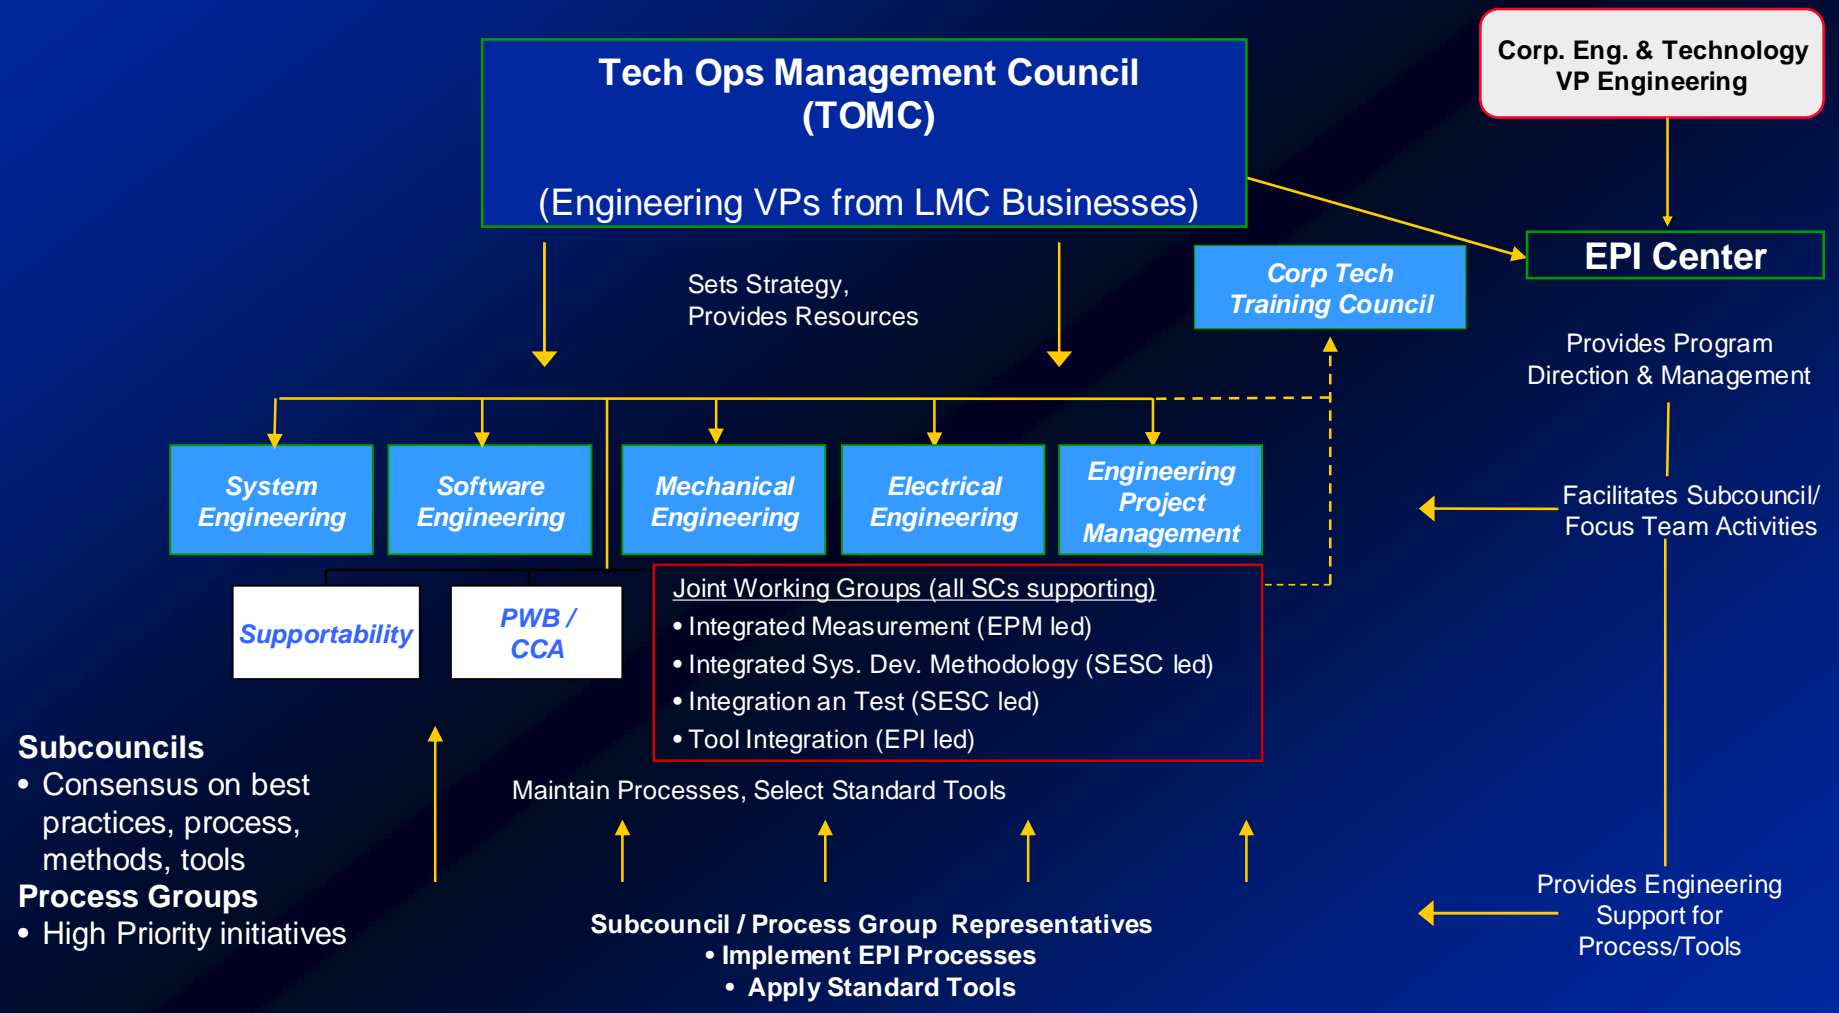 Tech Ops Management Council
(TOMC)
(Engineering VPs from LMC Businesses)
Corp. Eng. & Technology
VP Engineering
EPI Center
Sets Strategy,
Provides Resources
Corp Tech
Training Council
Provides Program
Direction & Management
System
Engineering
Software
Engineering
Mechanical
Engineering
Electrical
Engineering
Engineering
Project
Management
Facilitates Subcouncil/
Focus Team Activities
Supportability
PWB /
CCA
Joint Working Groups (all SCs supporting)
• Integrated Measurement (EPM led)
• Integrated Sys. Dev. Methodology (SESC led)
• Integration an Test (SESC led)
• Tool Integration (EPI led)
Subcouncils
• Consensus on best
practices, process,
methods, tools
Process Groups
• High Priority initiatives
Maintain Processes, Select Standard Tools
Subcouncil / Process Group Representatives
• Implement EPI Processes
• Apply Standard Tools
Provides Engineering
Support for
Process/Tools